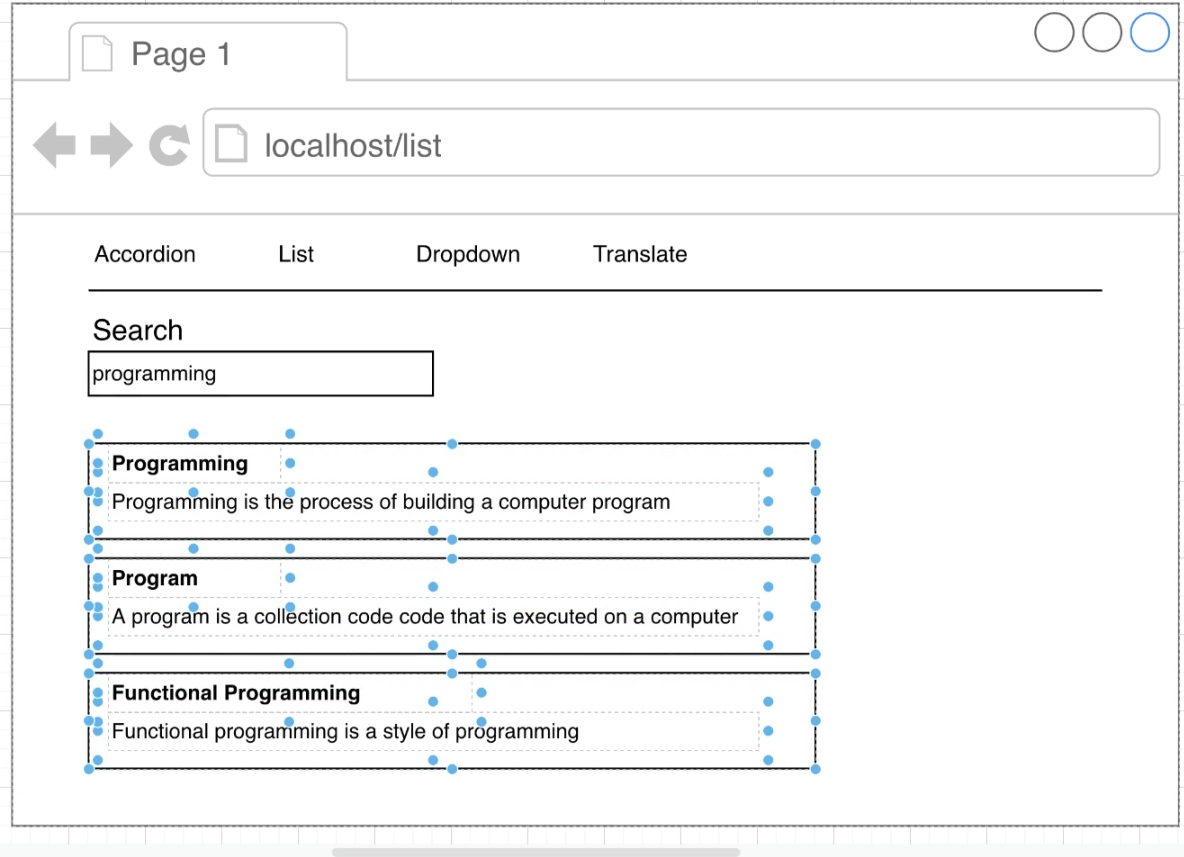 Page 1
localhost/list
Accordion List Dropdown Translate
Search
programming
Programming
Programming is the process of building a computer program
Program
A program is a collection code code that is executed on a computer
Functional Programming
Functional programming is a style of programming